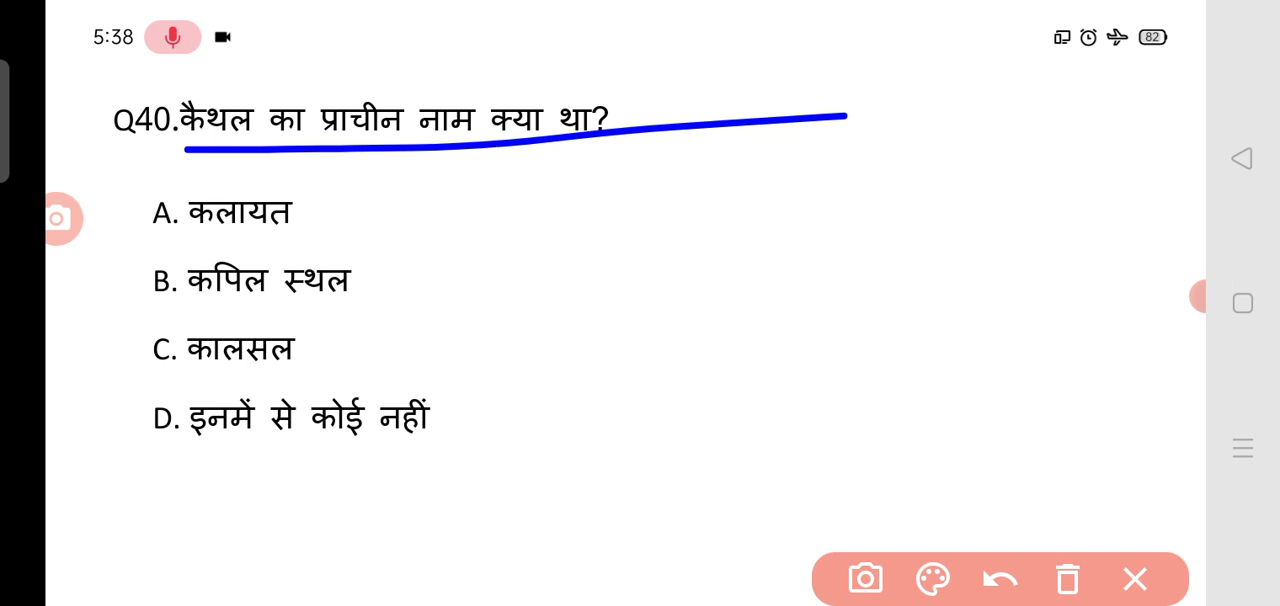 5:38
82
Q40.कैथल का प्राचीन नाम क्या था?
A. कलायत
B. कपिल स्थल
C. कालसल
D. इनमें से कोई नहीं